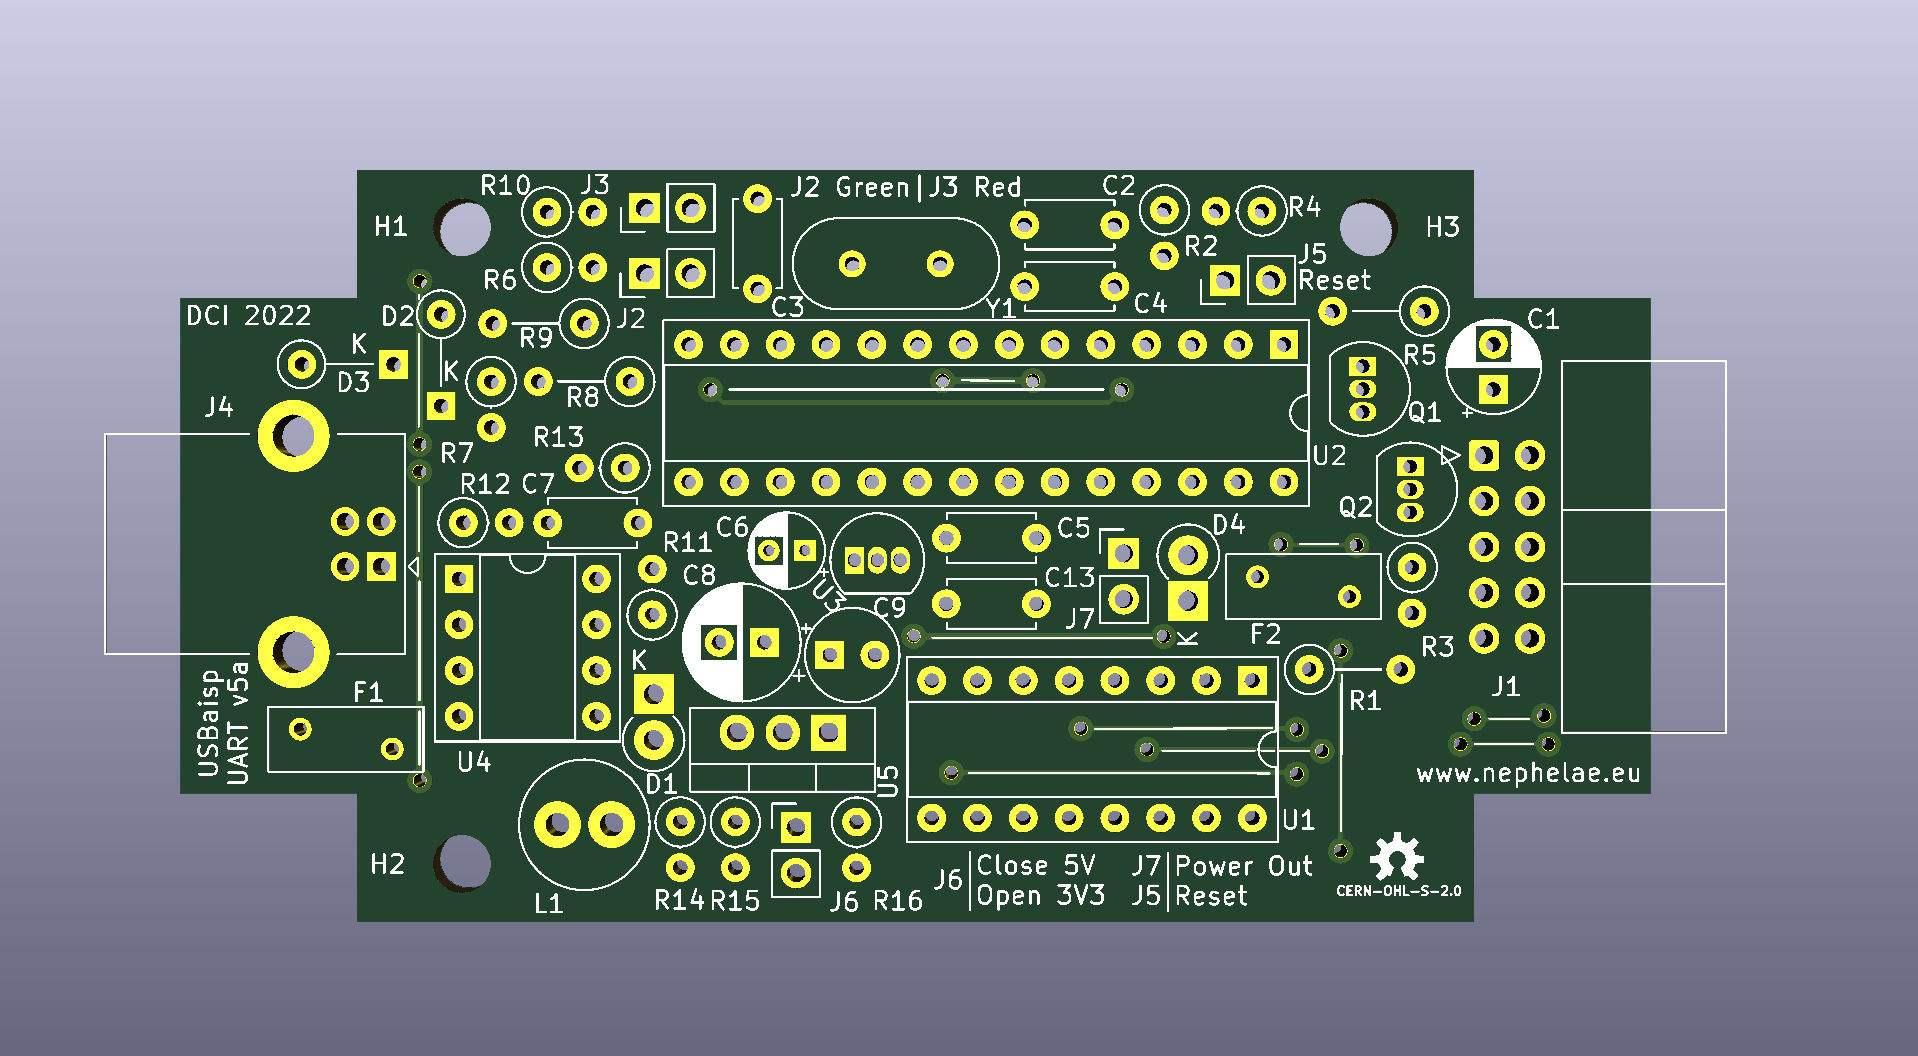 R10
J3
J2 Green|J3 Red
C2
R4
H1
H3
R6
R2
J5
Reset
DCI 2022
D2
J2
C3
Y1
C4
C1
K
R9
D3
K
R5
J4
R8
Q1
R7
R13
U2
R12
C7
Q2
C6
C5
D4
R11
C8
U3
C9
C13
J7
K
F2
R3
K
USBaisp
UART v5a
F1
R1
J1
U4
D1
U5
www.nephelae.eu
U1
H2
L1
R14
R15
J6
R16
J6|Close 5V
Open 3V3
J7|Power Out
J5|Reset
CERN-OHL-S-2.0